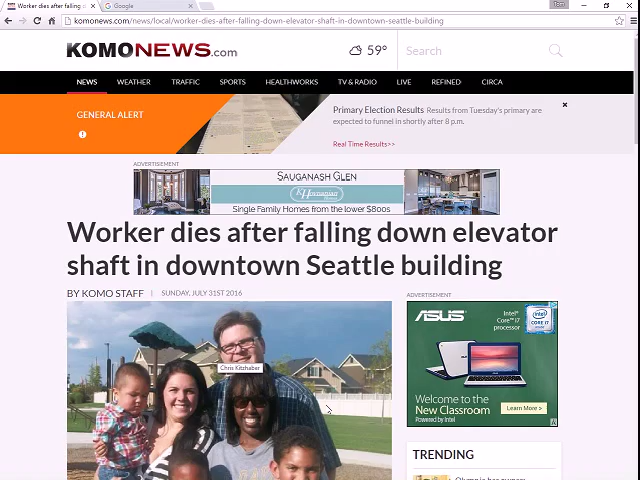 Worker dies after falling d
Google
Tom
komonews.com/news/local/worker-dies-after-falling-down-elevator-shaft-in-downtown-seattle-building
KOMONEWS.com
59°
Search
NEWS WEATHER TRAFFIC SPORTS HEALTHWORKS TV & RADIO LIVE REFINED CIRCA
GENERAL ALERT
Primary Election Results Results from Tuesday's primary are
expected to funnel in shortly after 8 p.m.
Real Time Results>>
ADVERTISEMENT
SAUGANASH GLEN
K. Hovnanian
Homes
Single Family Homes from the lower $800s
Worker dies after falling down elevator
shaft in downtown Seattle building
BY KOMO STAFF | SUNDAY, JULY 31ST 2016
ADVERTISEMENT
Chris Kitzhaber
ASUS
Intel®
Core™ i7
processor
intel
CORE i7
Welcome to the
New Classroom
Powered by Intel
Learn More >
TRENDING